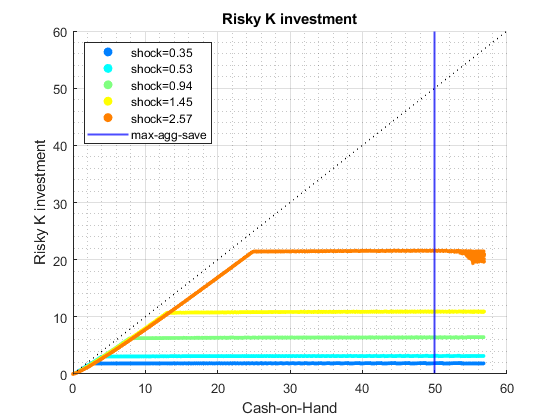 Risky K investment
60
50
40
30
20
10
0
Risky K investment
shock=0.35
shock=0.53
shock=0.94
shock=1.45
shock=2.57
max-agg-save
0 10 20 30 40 50 60
Cash-on-Hand